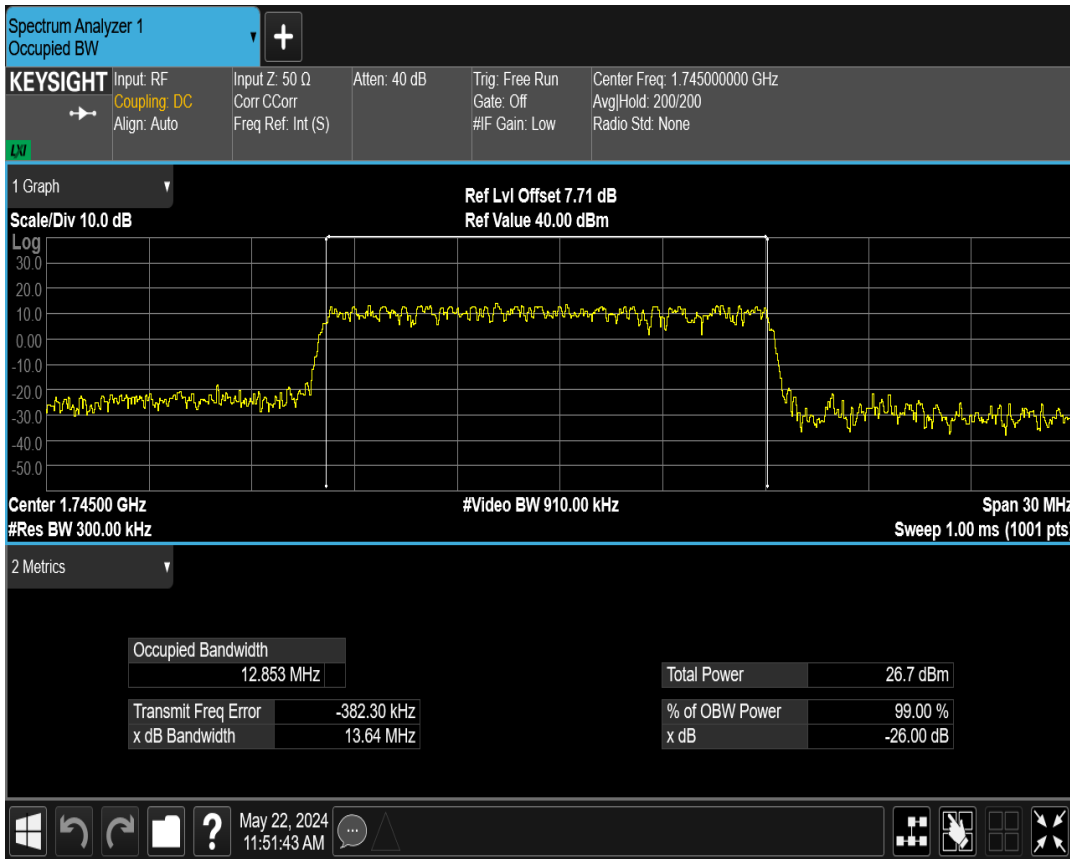 Spectrum Analyzer 1
Occupied BW
+
KEYSIGHT
LXI
Input: RF
Coupling: DC
Align: Auto
Input Z: 50 Ω
Corr CCorr
Freq Ref: Int (S)
Atten: 40 dB
Trig: Free Run
Gate: Off
#IF Gain: Low
Center Freq: 1.745000000 GHz
Avg|Hold: 200/200
Radio Std: None
1 Graph
Scale/Div 10.0 dB
Ref Lvl Offset 7.71 dB
Ref Value 40.00 dBm
Log
30.0
20.0
10.0
0.00
-10.0
-20.0
-30.0
-40.0
-50.0
Center 1.74500 GHz
#Video BW 910.00 kHz
Span 30 MHz
#Res BW 300.00 kHz
Sweep 1.00 ms (1001 pts)
2 Metrics
Occupied Bandwidth
12.853 MHz
Total Power 26.7 dBm
Transmit Freq Error -382.30 kHz
% of OBW Power 99.00 %
x dB Bandwidth 13.64 MHz
x dB -26.00 dB
?
May 22, 2024
11:51:43 AM